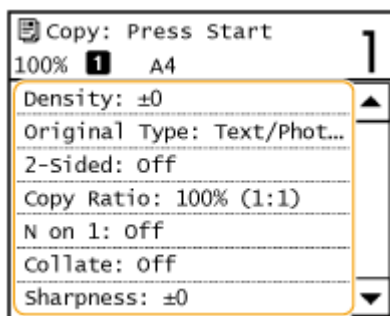 Copy: Press Start
100% 1 A4
1
Density: ±0
Original Type: Text/Phot...
2-Sided: Off
Copy Ratio: 100% (1:1)
N on 1: Off
Collate: Off
Sharpness: ±0